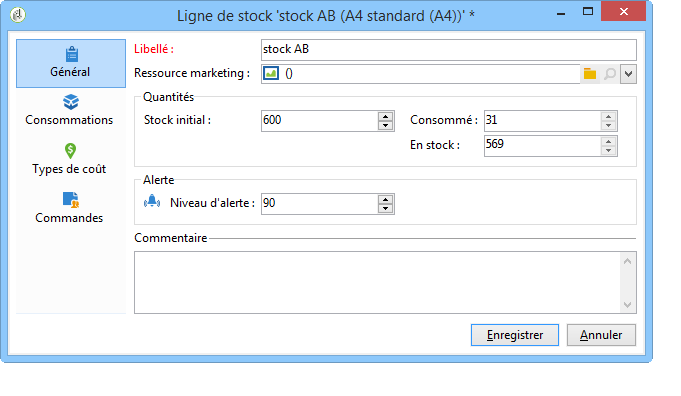 Ligne de stock 'stock AB (A4 standard (A4))' *
Général
Consommations
Types de coût
Commandes
Libellé : stock AB
Ressource marketing : ()
Quantités
Stock initial : 600 Consommé : 31
En stock : 569
Alerte
Niveau d'alerte : 90
Commentaire
Enregistrer Annuler